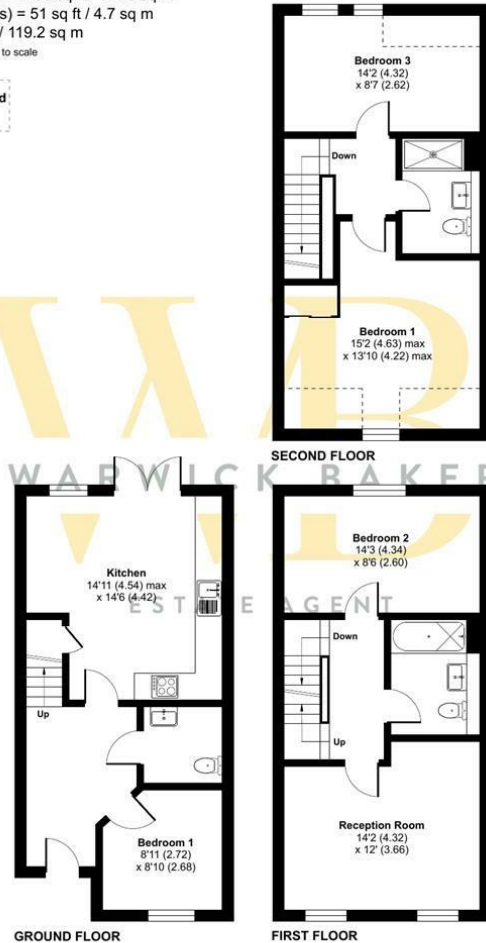 s) = 51 sq ft / 4.7 sq m
/ 119.2 sq m
to scale
d
Bedroom 3
14'2 (4.32)
x 8'7 (2.62)
Down
Bedroom 1
15'2 (4.63) max
x 13'10 (4.22) max
SECOND FLOOR
WB
WARWICK BAKER
ESTATE AGENT
Kitchen
14'11 (4.54) max
x 14'6 (4.42)
Up
Bedroom 1
8'11 (2.72)
x 8'10 (2.68)
GROUND FLOOR
Bedroom 2
14'3 (4.34)
x 8'6 (2.60)
Down
Up
Reception Room
14'2 (4.32)
x 12' (3.66)
FIRST FLOOR